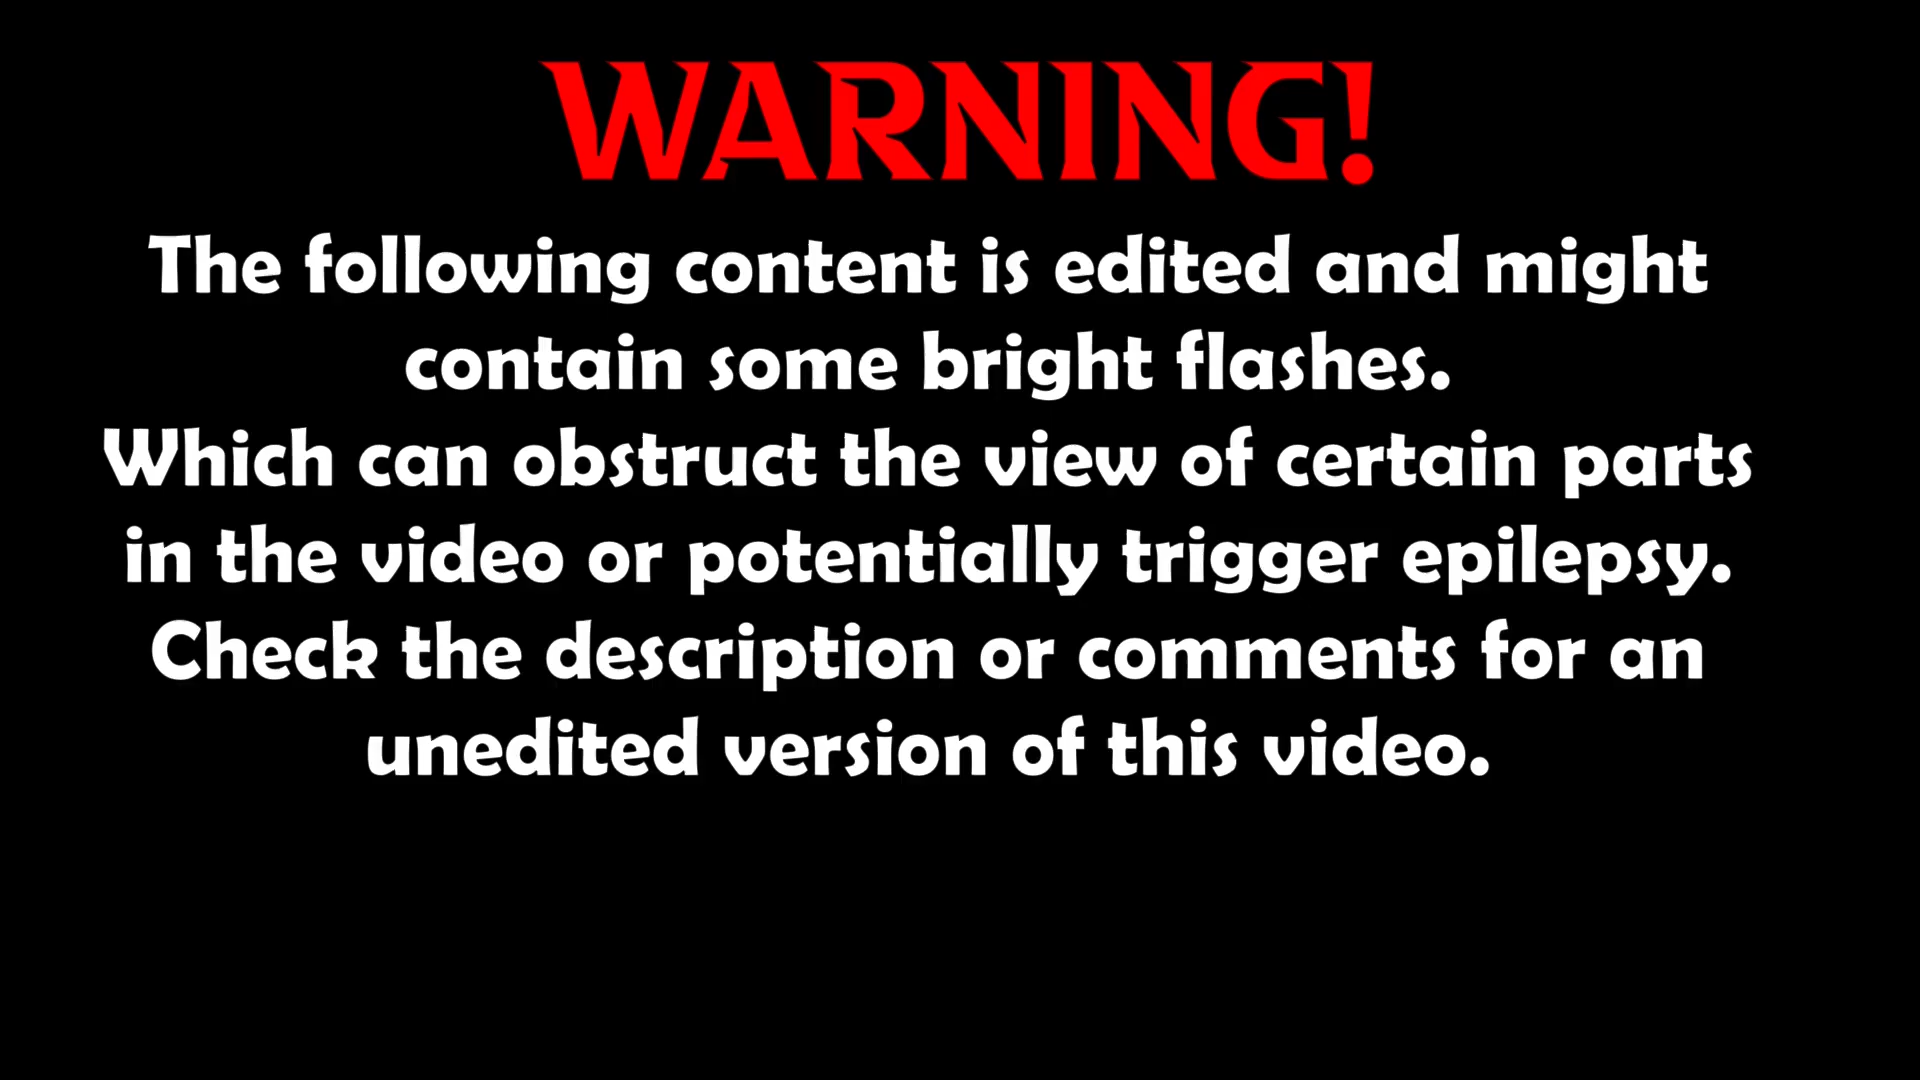 WARNING!
The following content is edited and might
contain some bright flashes.
Which can obstruct the view of certain parts
in the video or potentially trigger epilepsy.
Check the description or comments for an
unedited version of this video.